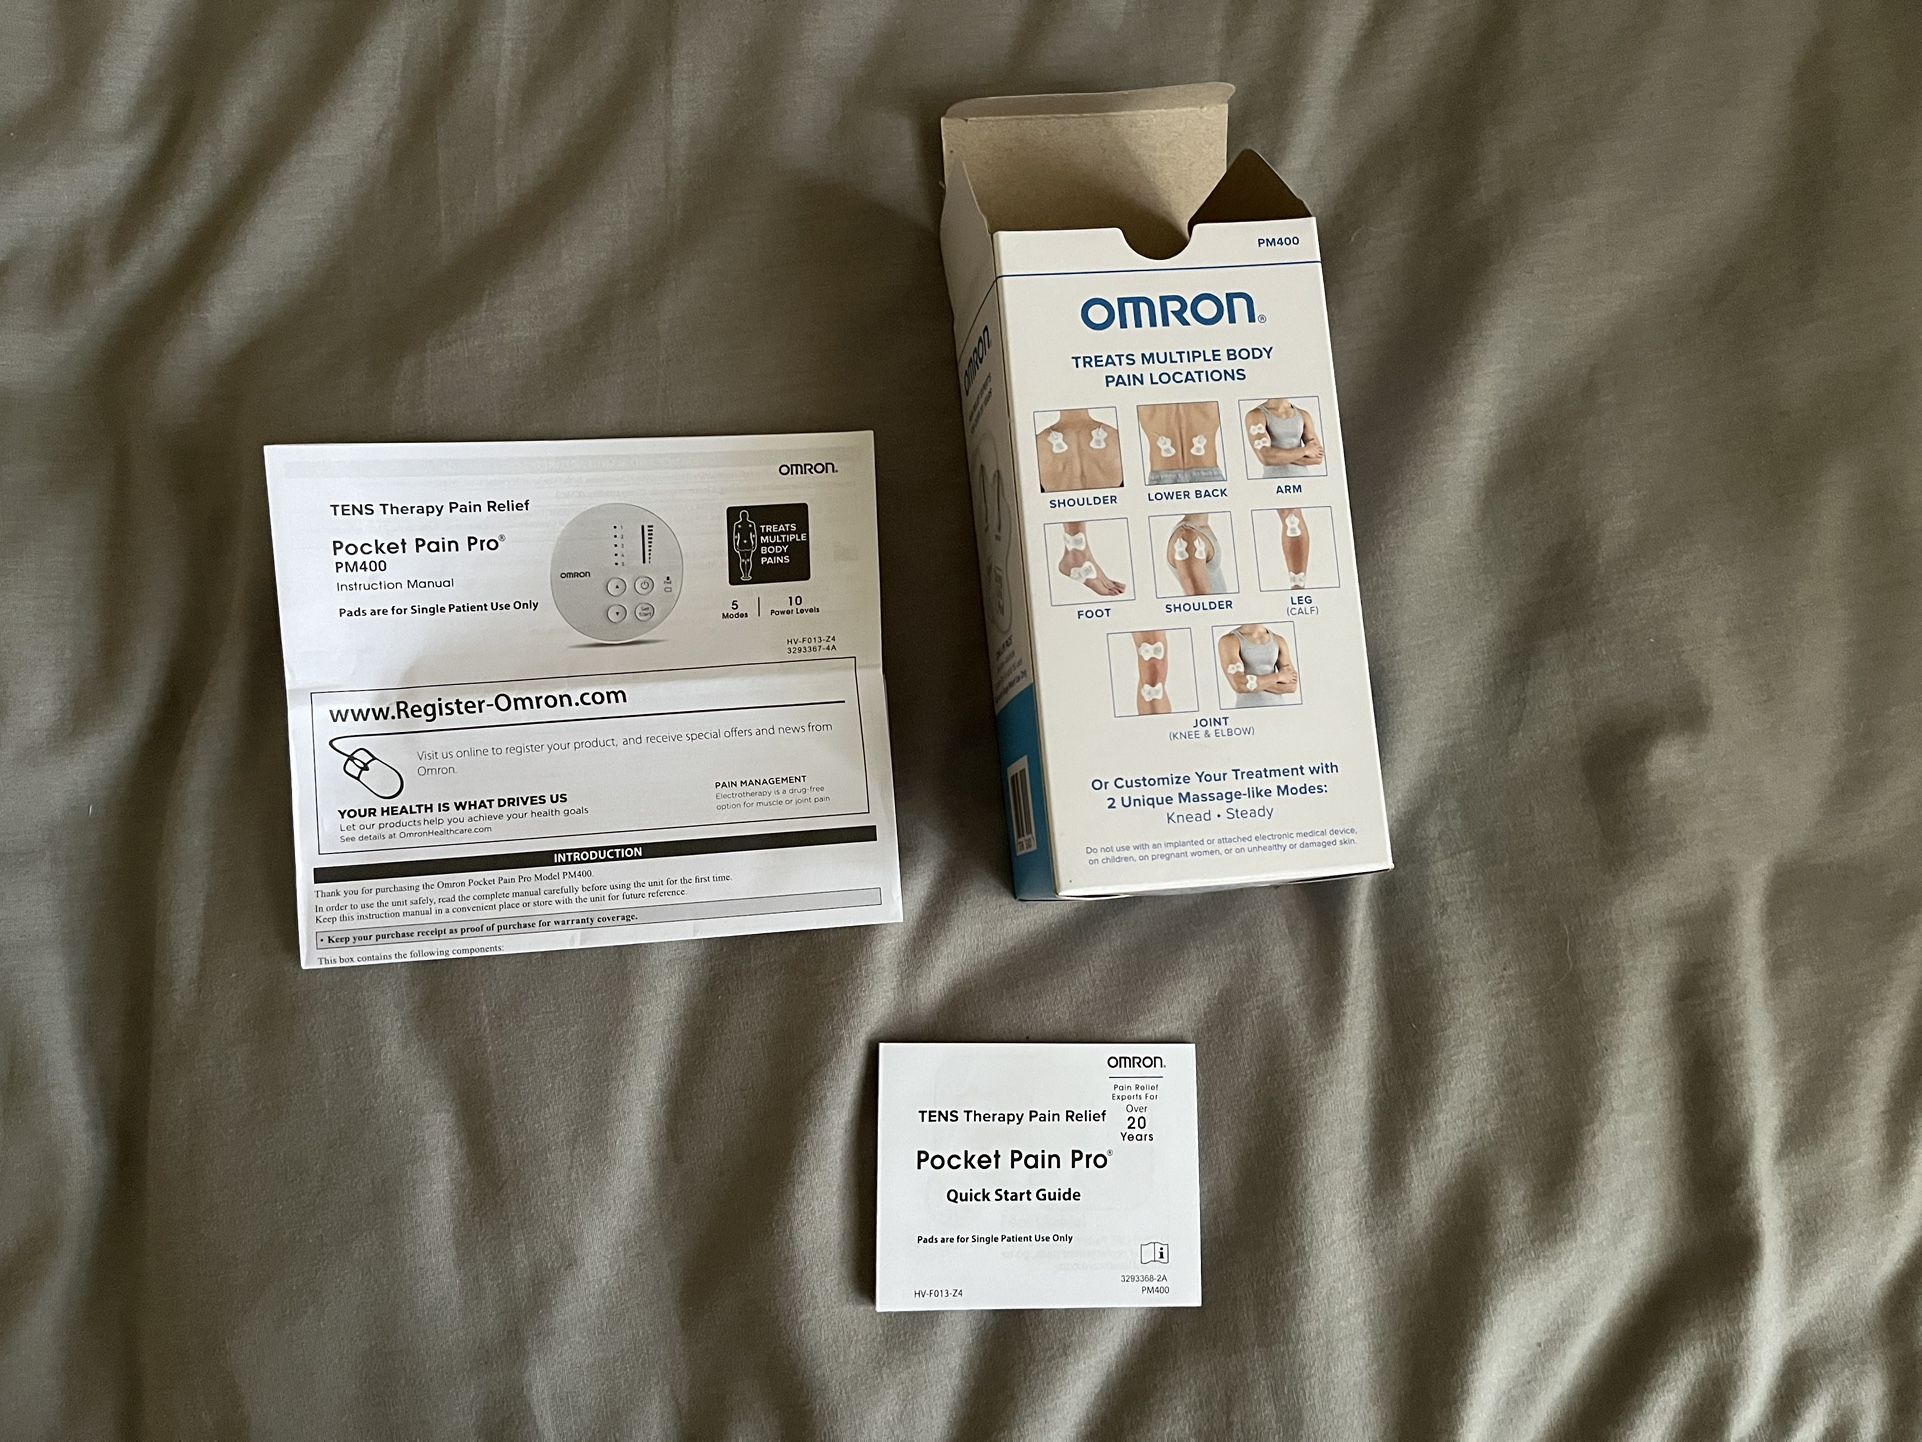 OMRON
TENS Therapy Pain Relief
Pocket Pain Pro®
PM400
Instruction Manual
Pads are for Single Patient Use Only
OMRON
1
2
3
4
5
Pad
Set/
Start
TREATS
MULTIPLE
BODY
PAINS
5
Modes
10
Power Levels
HV-F013-Z4
3293367-4A
www.Register-Omron.com
Visit us online to register your product, and receive special offers and news from
Omron.
YOUR HEALTH IS WHAT DRIVES US
Let our products help you achieve your health goals
See details at OmronHealthcare.com
PAIN MANAGEMENT
Electrotherapy is a drug-free
option for muscle or joint pain
INTRODUCTION
Thank you for purchasing the Omron Pocket Pain Pro Model PM400.
In order to use the unit safely, read the complete manual carefully before using the unit for the first time.
Keep this instruction manual in a convenient place or store with the unit for future reference.
• Keep your purchase receipt as proof of purchase for warranty coverage.
This box contains the following components:
PM400
OMRON®
TREATS MULTIPLE BODY
PAIN LOCATIONS
SHOULDER
LOWER BACK
ARM
FOOT
SHOULDER
LEG
(CALF)
JOINT
(KNEE & ELBOW)
Or Customize Your Treatment with
2 Unique Massage-like Modes:
Knead • Steady
Do not use with an implanted or attached electronic medical device,
on children, on pregnant women, or on unhealthy or damaged skin.
OMRON
OMRON
Pain Relief
Experts For
Over
20
Years
TENS Therapy Pain Relief
Pocket Pain Pro®
Quick Start Guide
Pads are for Single Patient Use Only
3293368-2A
HV-F013-Z4
PM400